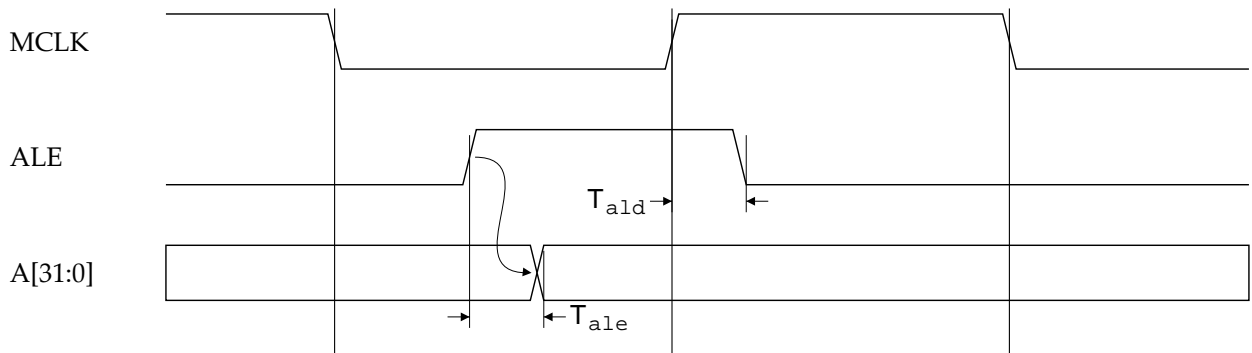 MCLK
ALE
T_ald
A[31:0]
T_ale